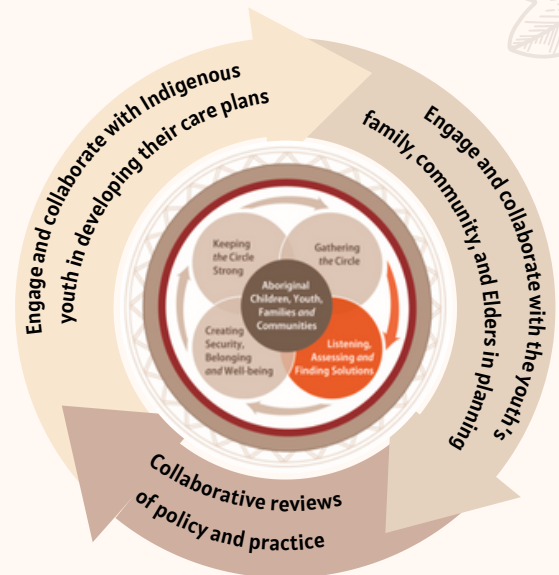 Engage and collaborate with Indigenous
youth in developing their care plans
Engage and collaborate with the youth's
family, community, and Elders in planning
Collaborative reviews
of policy and practice
Keeping
the Circle
Strong
Gathering
the Circle
Aboriginal
Children, Youth,
Families and
Communities
Creating
Security,
Belonging
and Well-being
Listening,
Assessing and
Finding Solutions